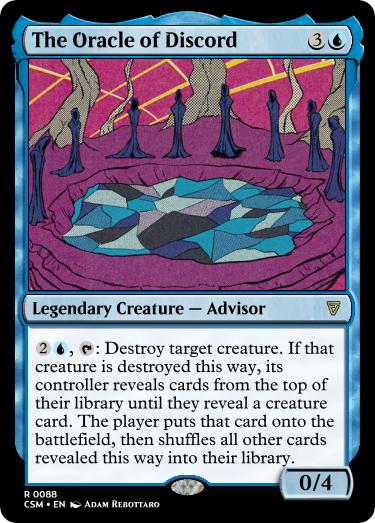 The Oracle of Discord 3
Legendary Creature — Advisor
2 , : Destroy target creature. If that
creature is destroyed this way, its
controller reveals cards from the top of
their library until they reveal a creature
card. The player puts that card onto the
battlefield, then shuffles all other cards
revealed this way into their library.
0/4
R 0088
CSM • EN Adam Rebottaro